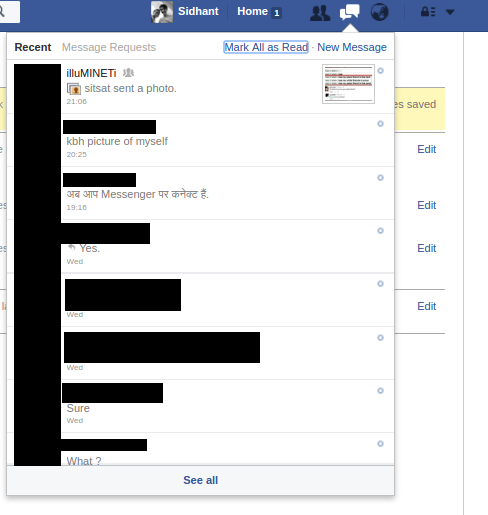 Sidhant
Home 1
Recent Message Requests Mark All as Read · New Message
illuMINETi
sitsat sent a photo.
21:06
kbh picture of myself
20:25
अब आप Messenger पर कनेक्ट हैं.
19:16
Yes.
Wed
Wed
Wed
Sure
Wed
What ?
See all
es saved
Edit
Edit
Edit
Edit